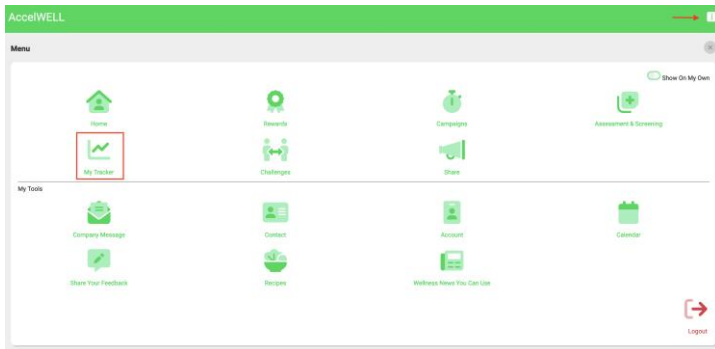 AccelWELL
Menu
Show On My Own
Home Rewards Campaigns Assessment & Screening
My Tracker Challenges Share
My Tools
Company Message Contact Account Calendar
Share Your Feedback Recipes Wellness News You Can Use
Logout